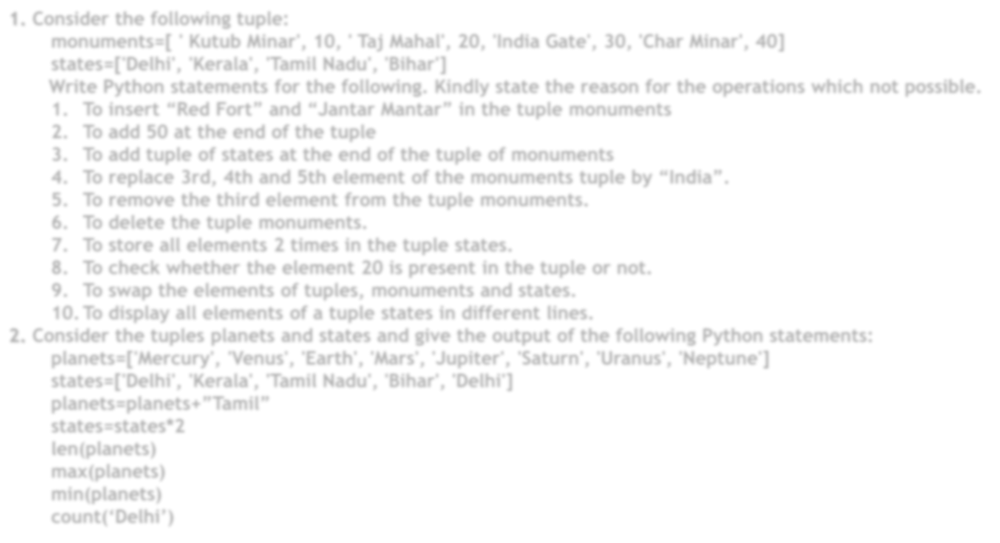 1. Consider the following tuple:
monuments=[ ' Kutub Minar', 10, ' Taj Mahal', 20, 'India Gate', 30, 'Char Minar', 40]
states=['Delhi', 'Kerala', 'Tamil Nadu', 'Bihar']
Write Python statements for the following. Kindly state the reason for the operations which not possible.
1. To insert “Red Fort” and “Jantar Mantar” in the tuple monuments
2. To add 50 at the end of the tuple
3. To add tuple of states at the end of the tuple of monuments
4. To replace 3rd, 4th and 5th element of the monuments tuple by “India”.
5. To remove the third element from the tuple monuments.
6. To delete the tuple monuments.
7. To store all elements 2 times in the tuple states.
8. To check whether the element 20 is present in the tuple or not.
9. To swap the elements of tuples, monuments and states.
10. To display all elements of a tuple states in different lines.
2. Consider the tuples planets and states and give the output of the following Python statements:
planets=['Mercury', 'Venus', 'Earth', 'Mars', 'Jupiter', 'Saturn', 'Uranus', 'Neptune']
states=['Delhi', 'Kerala', 'Tamil Nadu', 'Bihar', 'Delhi']
planets=planets+”Tamil”
states=states*2
len(planets)
max(planets)
min(planets)
count(‘Delhi’)